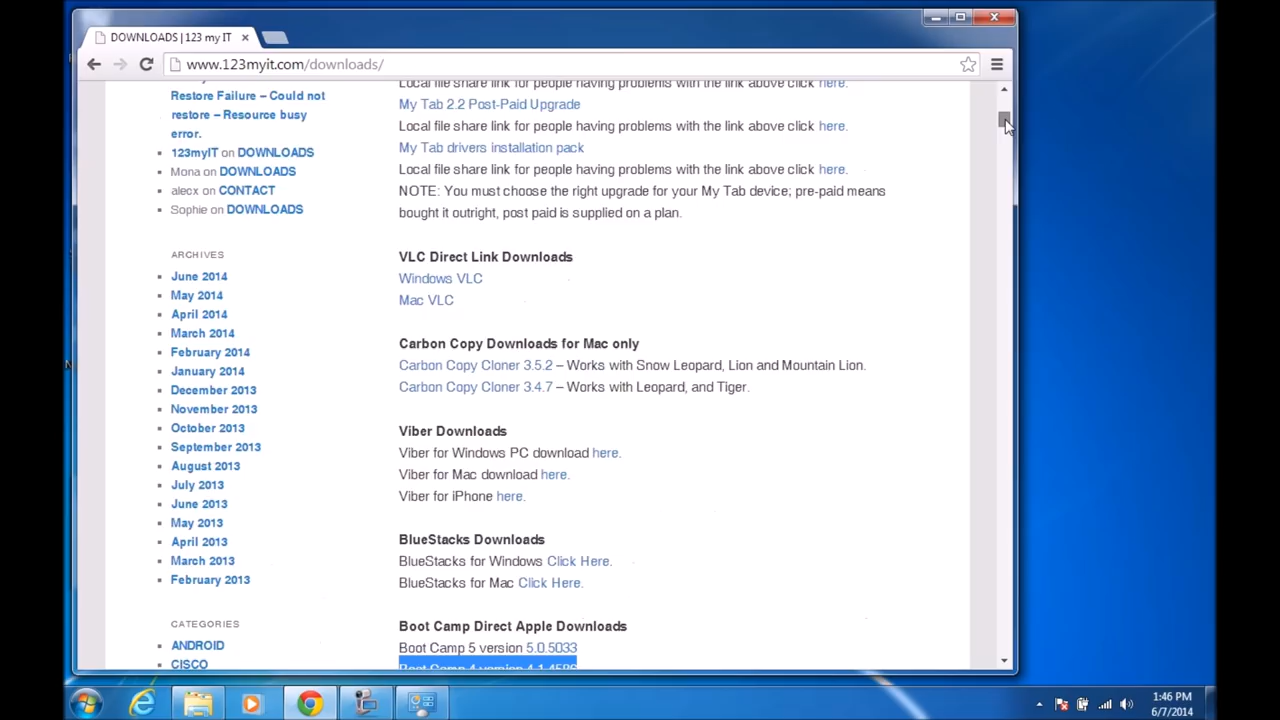 DOWNLOADS | 123 my IT
www.123myit.com/downloads/
Restore Failure – Could not
restore – Resource busy
error.
123myIT on DOWNLOADS
Mona on DOWNLOADS
alecx on CONTACT
Sophie on DOWNLOADS
ARCHIVES
June 2014
May 2014
April 2014
March 2014
February 2014
January 2014
December 2013
November 2013
October 2013
September 2013
August 2013
July 2013
June 2013
May 2013
April 2013
March 2013
February 2013
CATEGORIES
ANDROID
CISCO
Local file share link for people having problems with the link above click here.
My Tab 2.2 Post-Paid Upgrade
Local file share link for people having problems with the link above click here.
My Tab drivers installation pack
Local file share link for people having problems with the link above click here.
NOTE: You must choose the right upgrade for your My Tab device; pre-paid means
bought it outright, post paid is supplied on a plan.
VLC Direct Link Downloads
Windows VLC
Mac VLC
Carbon Copy Downloads for Mac only
Carbon Copy Cloner 3.5.2 – Works with Snow Leopard, Lion and Mountain Lion.
Carbon Copy Cloner 3.4.7 – Works with Leopard, and Tiger.
Viber Downloads
Viber for Windows PC download here.
Viber for Mac download here.
Viber for iPhone here.
BlueStacks Downloads
BlueStacks for Windows Click Here.
BlueStacks for Mac Click Here.
Boot Camp Direct Apple Downloads
Boot Camp 5 version 5.0.5033
Boot Camp 4 version 4.1.4586
1:46 PM
6/7/2014